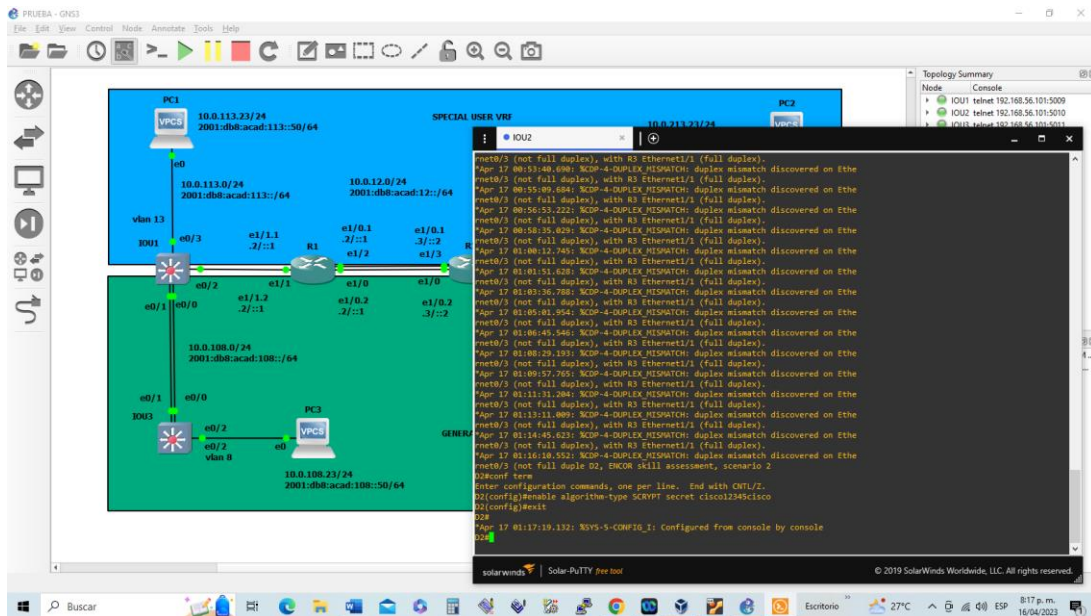 PRUEBA - GNS3
File Edit View Control Node Annotate Tools Help
PC1
10.0.113.23/24
2001:db8:acad:113::50/64
SPECIAL USER VRF
PC2
10.0.213.23/24
VPCS
VPCS
e0
10.0.113.0/24
2001:db8:acad:113::/64
10.0.12.0/24
2001:db8:acad:12::/64
vlan 13
IOU1
e0/3
e1/1.1
.2/::1
R1
e1/0.1
.2/::1
e1/2
e1/0.1
.3/::2
e1/3
e0/2
e1/1
e1/0
e1/0
e0/1
e0/0
e1/1.2
.2/::1
e1/0.2
.2/::1
e1/0.2
.3/::2
10.0.108.0/24
2001:db8:acad:108::/64
e0/1
e0/0
IOU3
PC3
VPCS
e0/2
e0/2
e0
10.0.108.23/24
2001:db8:acad:108::50/64
Topology Summary
Node Console
IOU1 telnet 192.168.56.101:5009
IOU2 telnet 192.168.56.101:5010
IOU3 telnet 192.168.56.101:5011
IOU2
rnet0/3 (not full duplex), with R3 Ethernet1/1 (full duplex).
*Apr 17 00:53:40.690: %CDP-4-DUPLEX_MISMATCH: duplex mismatch discovered on Ethe
rnet0/3 (not full duplex), with R3 Ethernet1/1 (full duplex).
*Apr 17 00:55:09.684: %CDP-4-DUPLEX_MISMATCH: duplex mismatch discovered on Ethe
rnet0/3 (not full duplex), with R3 Ethernet1/1 (full duplex).
*Apr 17 00:56:53.222: %CDP-4-DUPLEX_MISMATCH: duplex mismatch discovered on Ethe
rnet0/3 (not full duplex), with R3 Ethernet1/1 (full duplex).
*Apr 17 00:58:35.029: %CDP-4-DUPLEX_MISMATCH: duplex mismatch discovered on Ethe
rnet0/3 (not full duplex), with R3 Ethernet1/1 (full duplex).
*Apr 17 01:00:12.745: %CDP-4-DUPLEX_MISMATCH: duplex mismatch discovered on Ethe
rnet0/3 (not full duplex), with R3 Ethernet1/1 (full duplex).
*Apr 17 01:01:51.628: %CDP-4-DUPLEX_MISMATCH: duplex mismatch discovered on Ethe
rnet0/3 (not full duplex), with R3 Ethernet1/1 (full duplex).
*Apr 17 01:03:36.788: %CDP-4-DUPLEX_MISMATCH: duplex mismatch discovered on Ethe
rnet0/3 (not full duplex), with R3 Ethernet1/1 (full duplex).
*Apr 17 01:05:01.954: %CDP-4-DUPLEX_MISMATCH: duplex mismatch discovered on Ethe
rnet0/3 (not full duplex), with R3 Ethernet1/1 (full duplex).
*Apr 17 01:06:45.546: %CDP-4-DUPLEX_MISMATCH: duplex mismatch discovered on Ethe
rnet0/3 (not full duplex), with R3 Ethernet1/1 (full duplex).
*Apr 17 01:08:29.193: %CDP-4-DUPLEX_MISMATCH: duplex mismatch discovered on Ethe
rnet0/3 (not full duplex), with R3 Ethernet1/1 (full duplex).
*Apr 17 01:09:57.765: %CDP-4-DUPLEX_MISMATCH: duplex mismatch discovered on Ethe
rnet0/3 (not full duplex), with R3 Ethernet1/1 (full duplex).
*Apr 17 01:11:31.204: %CDP-4-DUPLEX_MISMATCH: duplex mismatch discovered on Ethe
rnet0/3 (not full duplex), with R3 Ethernet1/1 (full duplex).
*Apr 17 01:13:11.009: %CDP-4-DUPLEX_MISMATCH: duplex mismatch discovered on Ethe
rnet0/3 (not full duplex), with R3 Ethernet1/1 (full duplex).
*Apr 17 01:14:45.623: %CDP-4-DUPLEX_MISMATCH: duplex mismatch discovered on Ethe
rnet0/3 (not full duplex), with R3 Ethernet1/1 (full duplex).
*Apr 17 01:16:10.552: %CDP-4-DUPLEX_MISMATCH: duplex mismatch discovered on Ethe
rnet0/3 (not full duple D2, ENCOR skill assessment, scenario 2
D2#conf term
Enter configuration commands, one per line. End with CNTL/Z.
D2(config)#enable algorithm-type SCRYPT secret cisco12345cisco
D2(config)#exit
D2#
*Apr 17 01:17:19.132: %SYS-5-CONFIG_I: Configured from console by console
D2#
solarwinds Solar-PuTTY free tool
© 2019 SolarWinds Worldwide, LLC. All rights reserved.
Buscar
Escritorio
27°C
ESP
8:17 p. m.
16/04/2023